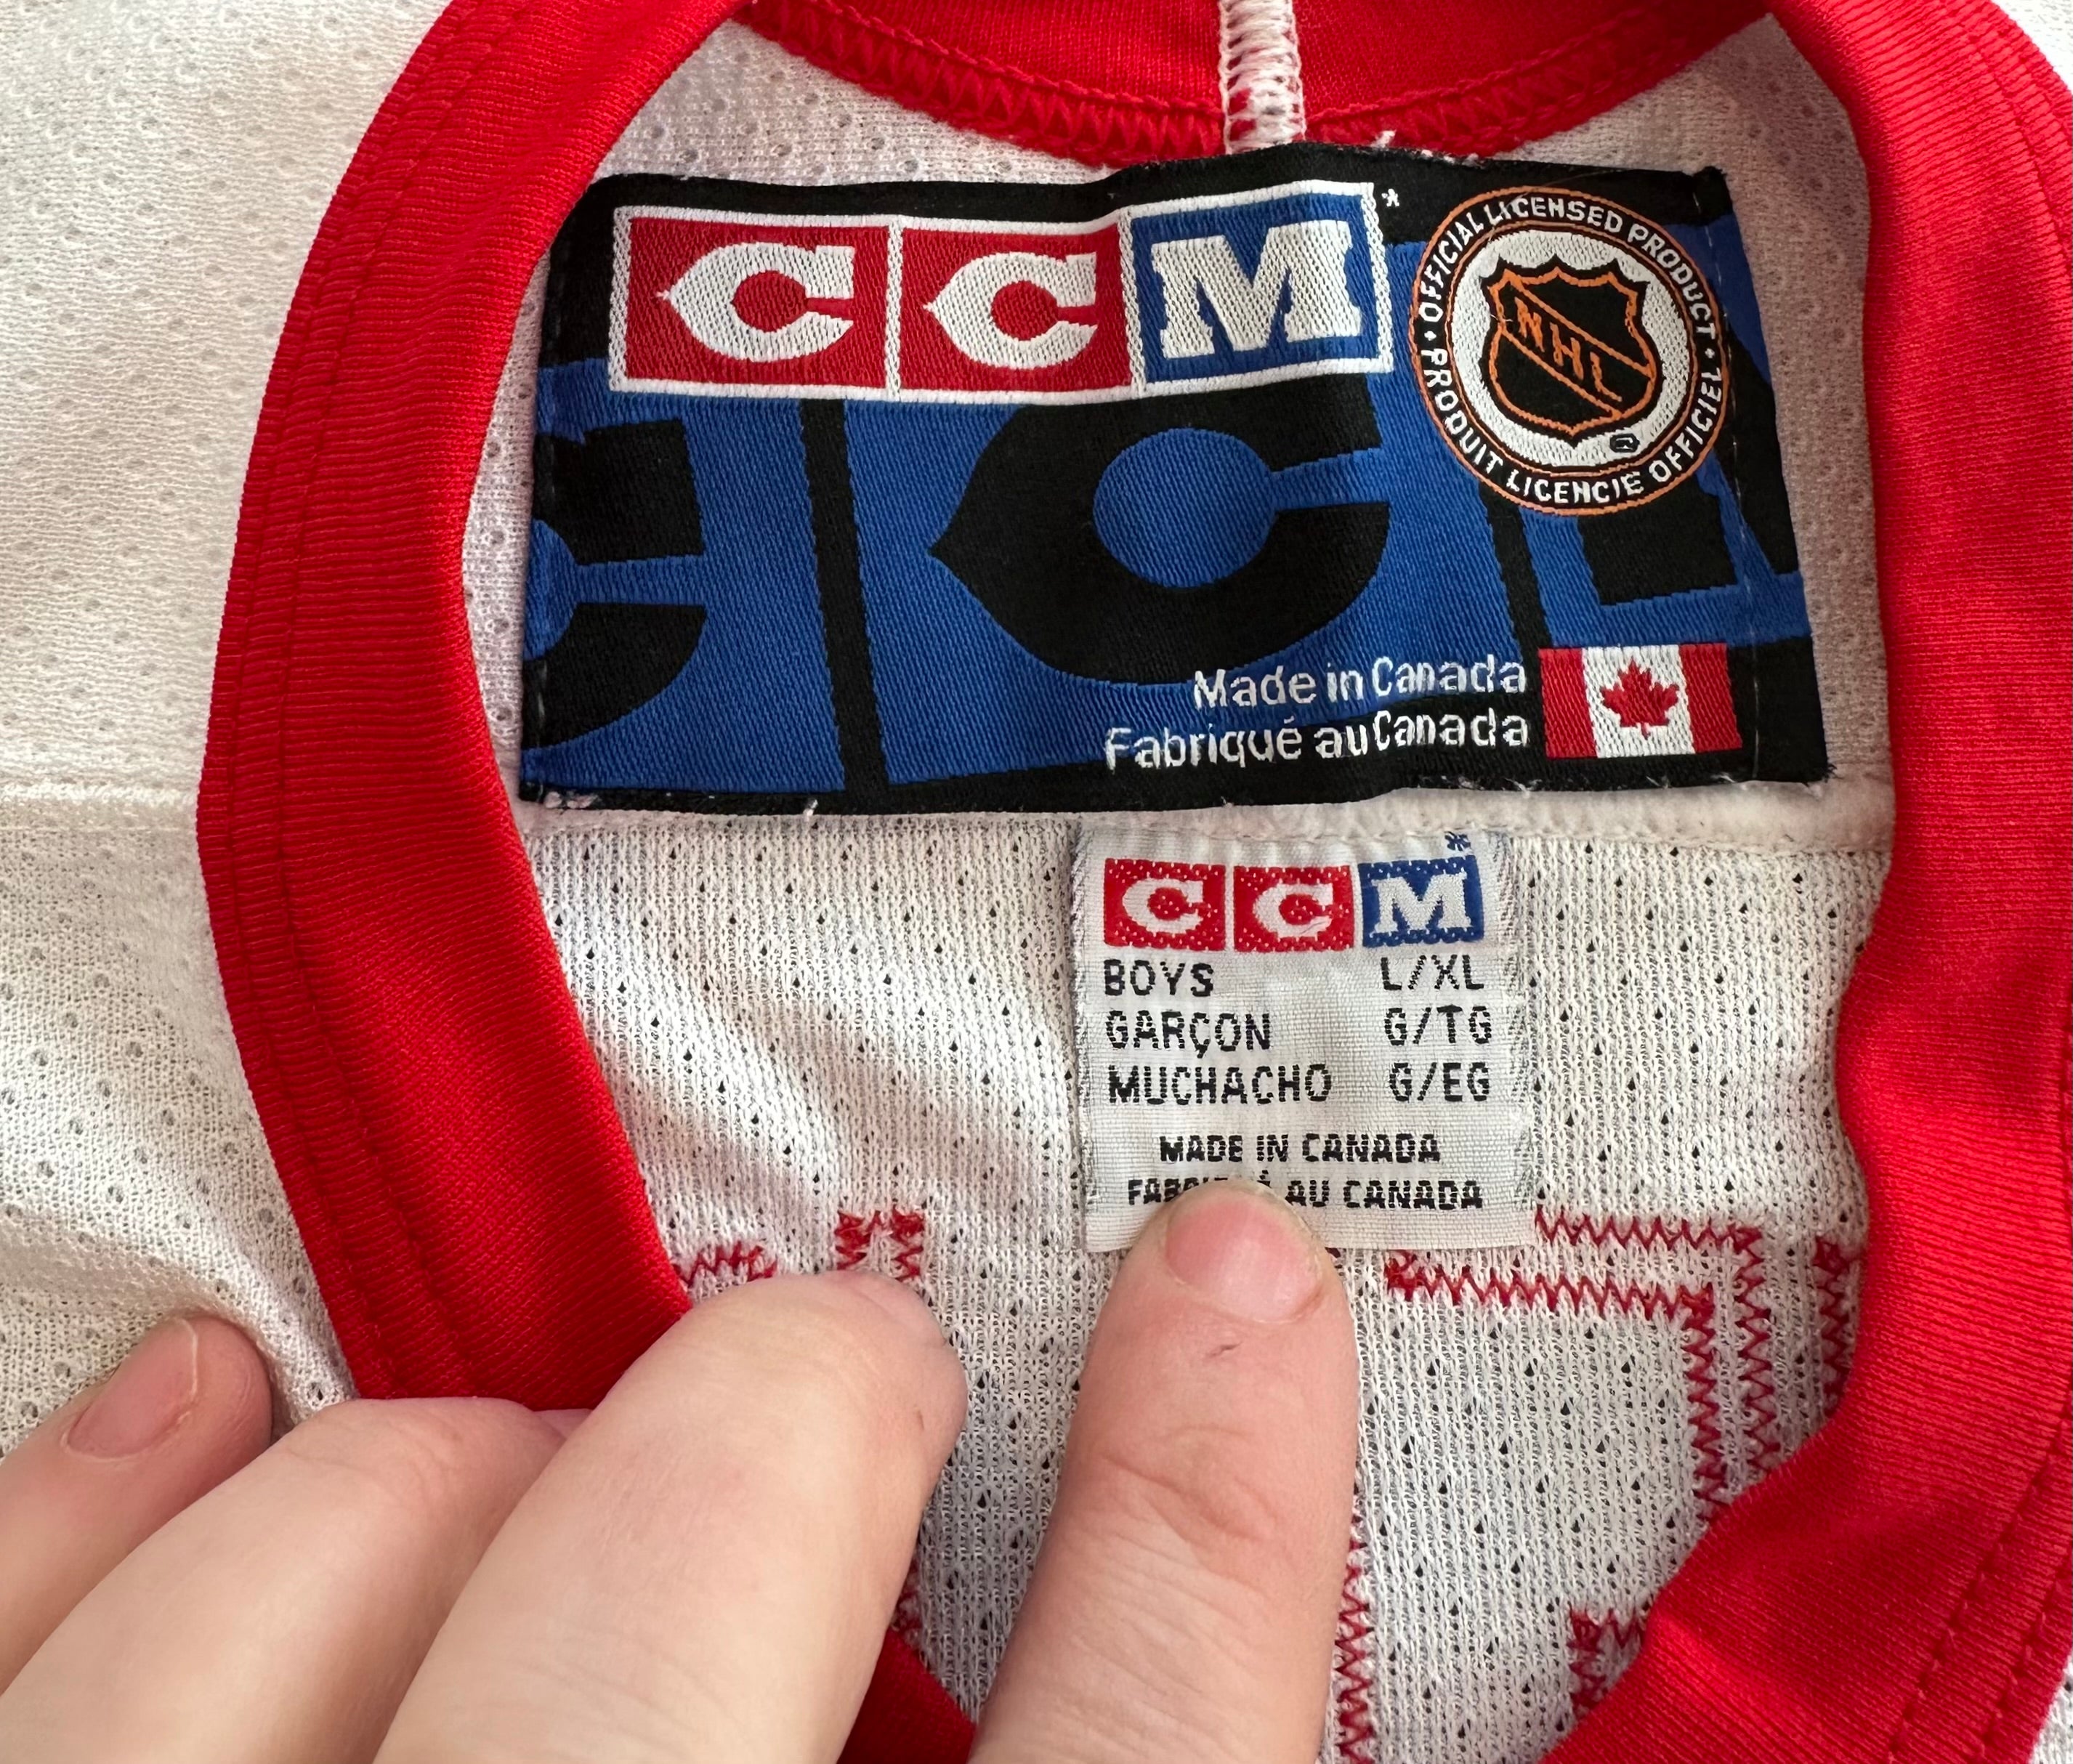 CCM*
OFFICIAL LICENSED PRODUCT • PRODUIT LICENCIE OFFICIEL •
NHL
Made in Canada
Fabriqué au Canada
CCM*
BOYS L/XL
GARÇON G/TG
MUCHACHO G/EG
MADE IN CANADA
AU CANADA